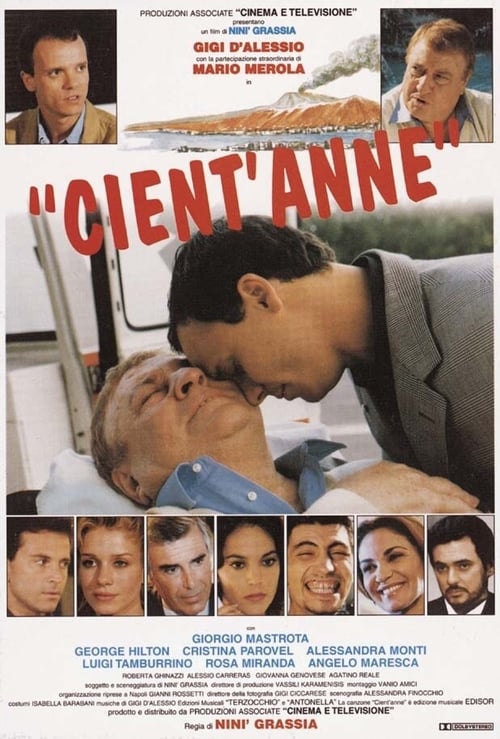 PRODUZIONI ASSOCIATE "CINEMA E TELEVISIONE"
presentano
un film di NINI' GRASSIA
GIGI D'ALESSIO
con la partecipazione straordinaria di
MARIO MEROLA
in
"CIENT'ANNE"
con
GIORGIO MASTROTA
GEORGE HILTON CRISTINA PAROVEL ALESSANDRA MONTI
LUIGI TAMBURRINO ROSA MIRANDA ANGELO MARESCA
ROBERTA GHINAZZI ALESSIO CARRERAS GIOVANNA GENOVESE AGATINO REALE
soggetto e sceneggiatura di NINI' GRASSIA direttore di produzione VASSILI KARAMENISIS montaggio VANIO AMICI
organizzazione riprese a Napoli GIANNI ROSSETTI direttore della fotografia GIGI CICCARESE scenografia ALESSANDRA FINOCCHIO
costumi ISABELLA BARABANI musiche di GIGI D'ALESSIO Edizioni Musicali "TERZOCCHIO" e "ANTONELLA" La canzone "Cient'anne" è edizione musicale EDISOR
prodotto e distribuito da PRODUZIONI ASSOCIATE "CINEMA E TELEVISIONE"
Regia di NINI' GRASSIA
DOLBY SYSTEM